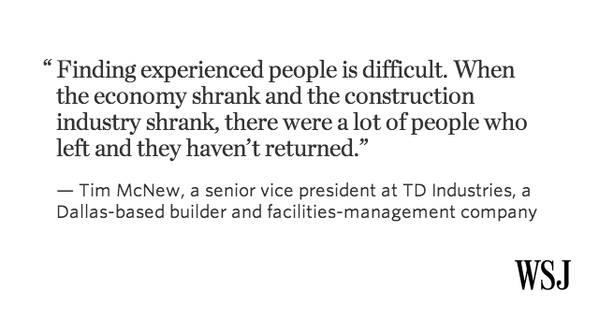 “ Finding experienced people is difficult. When
the economy shrank and the construction
industry shrank, there were a lot of people who
left and they haven’t returned.”
— Tim McNew, a senior vice president at TD Industries, a
Dallas-based builder and facilities-management company
WSJ